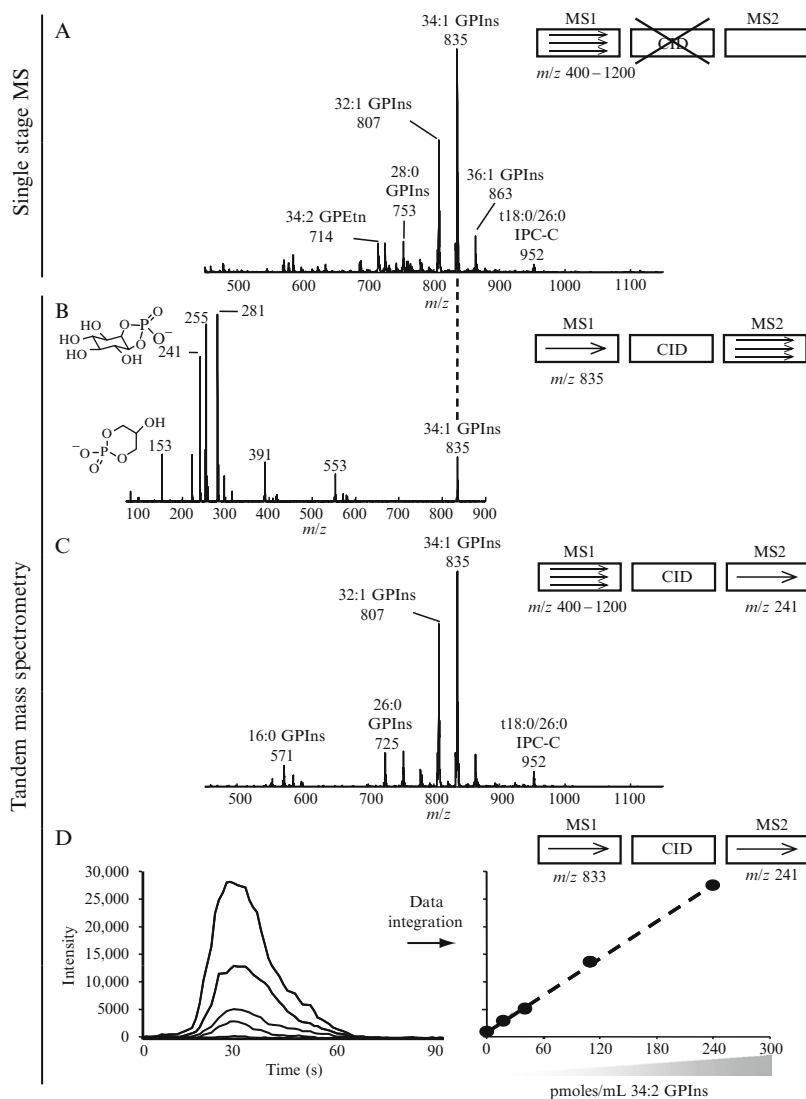 Single stage MS
Tandem mass spectrometry
A
34:1 GPIns
835
32:1 GPIns
807
28:0
GPIns
753
34:2 GPEtn
714
36:1 GPIns
863
t18:0/26:0
IPC-C
952
500 600 700 800 900 1000 1100
m/z
MS1
CID
MS2
m/z 400–1200
B
HO
HO
HO
HO
OH
O
O
P
O
O−
241
255
281
−O
P
O
O
O
OH
153
391
553
34:1 GPIns
835
100 200 300 400 500 600 700 800 900
m/z
MS1
CID
MS2
m/z 835
C
34:1 GPIns
835
32:1 GPIns
807
26:0
GPIns
725
16:0 GPIns
571
t18:0/26:0
IPC-C
952
500 600 700 800 900 1000 1100
m/z
MS1
CID
MS2
m/z 400–1200
m/z 241
D
MS1
CID
MS2
m/z 833
m/z 241
30,000
25,000
20,000
15,000
10,000
5000
0
Intensity
0 30 60 90
Time (s)
Data
integration
0 60 120 180 240 300
pmoles/mL 34:2 GPIns